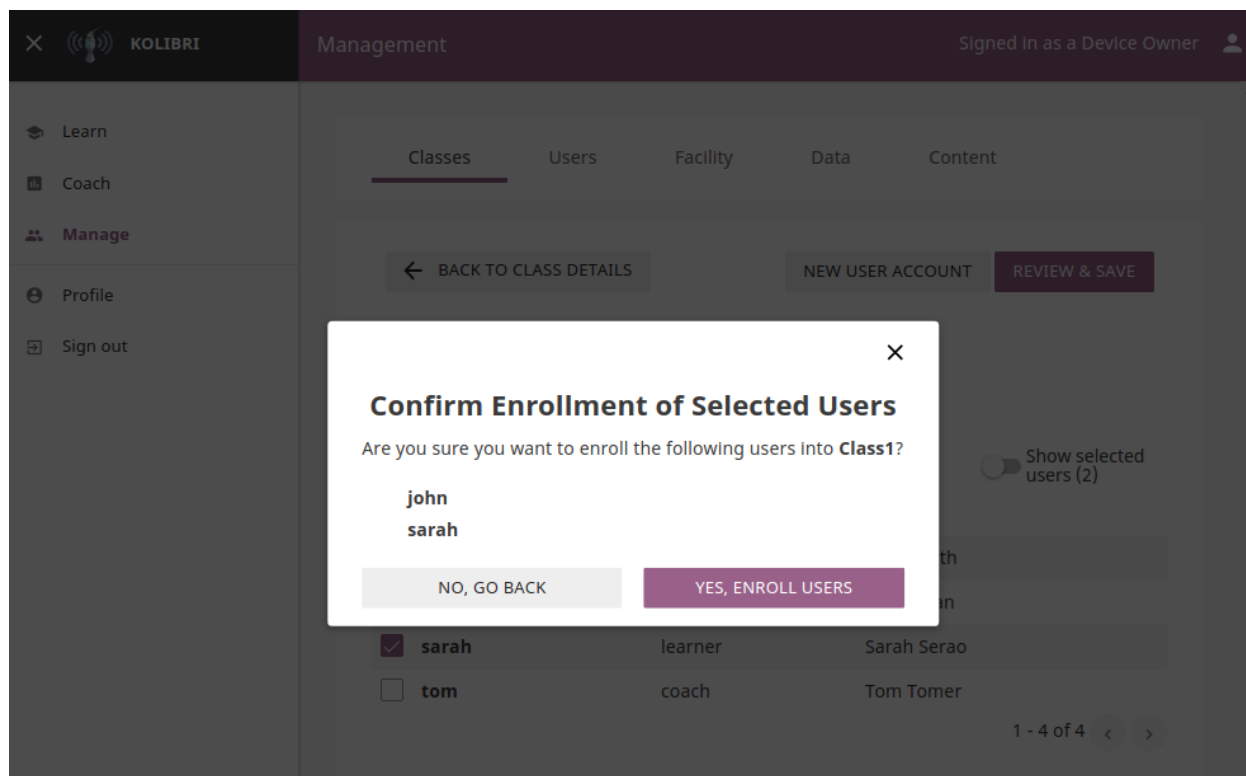 KOLIBRI
Management
Signed in as a Device Owner
Learn
Coach
Manage
Profile
Sign out
Classes Users Facility Data Content
BACK TO CLASS DETAILS
NEW USER ACCOUNT
REVIEW & SAVE
Confirm Enrollment of Selected Users
Are you sure you want to enroll the following users into Class1?
john
sarah
NO, GO BACK
YES, ENROLL USERS
Show selected
users (2)
th
an
sarah learner Sarah Serao
tom coach Tom Tomer
1 - 4 of 4